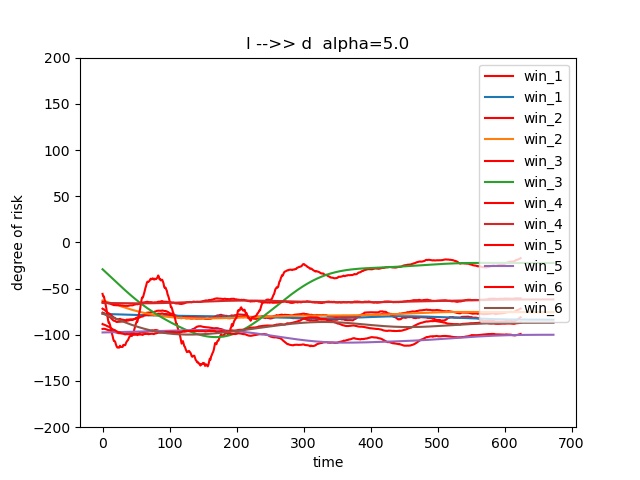 l -->> d  alpha=5.0
200
150
100
50
0
−50
−100
−150
−200
degree of risk
0
100
200
300
400
500
600
700
time
win_1
win_1
win_2
win_2
win_3
win_3
win_4
win_4
win_5
win_5
win_6
win_6